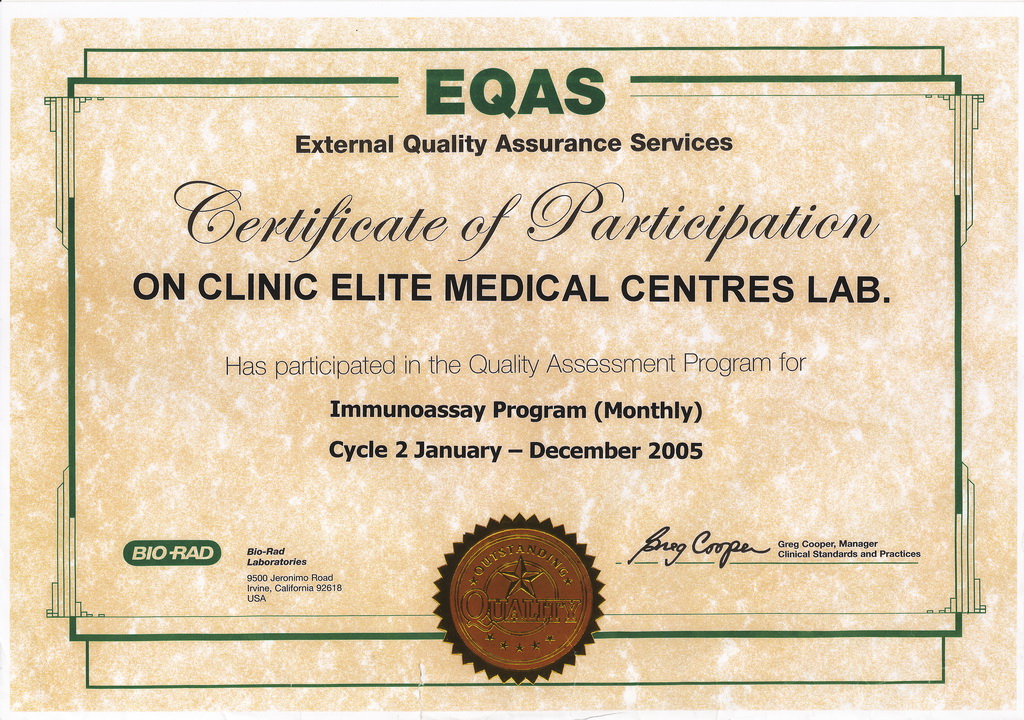 EQAS
External Quality Assurance Services
Certificate of Participation
ON CLINIC ELITE MEDICAL CENTRES LAB.
Has participated in the Quality Assessment Program for
Immunoassay Program (Monthly)
Cycle 2 January – December 2005
BIO-RAD
Bio-Rad
Laboratories
9500 Jeronimo Road
Irvine, California 92618
USA
OUTSTANDING
QUALITY
Greg Cooper
Greg Cooper, Manager
Clinical Standards and Practices